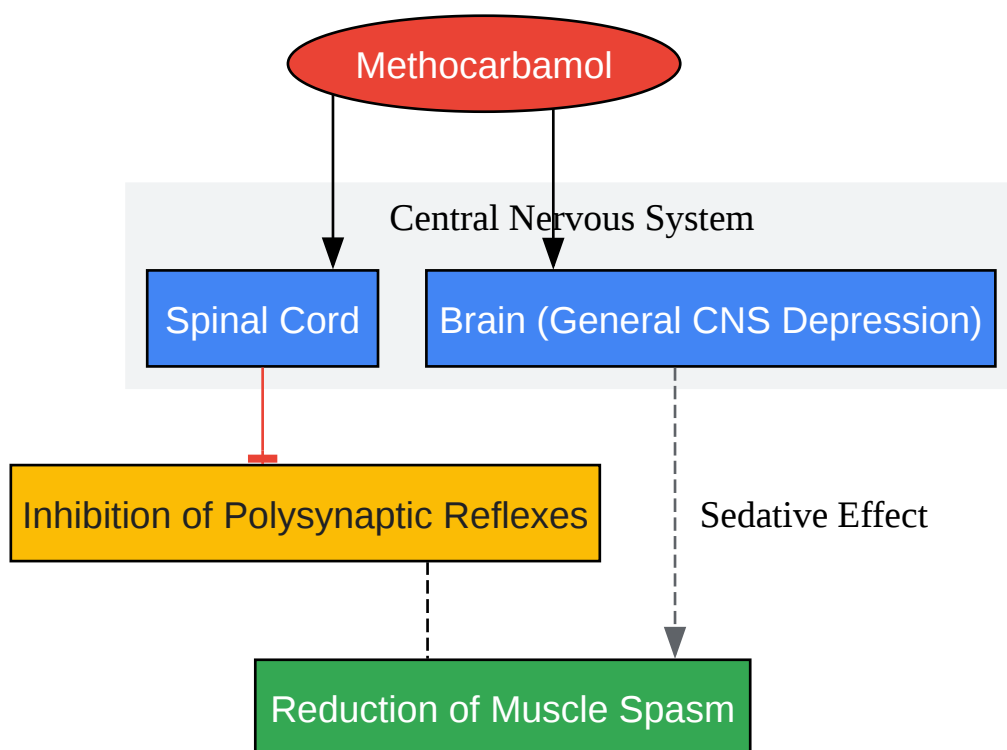 Methocarbamol
Central Nervous System
Spinal Cord
Brain (General CNS Depression)
Inhibition of Polysynaptic Reflexes
Sedative Effect
Reduction of Muscle Spasm